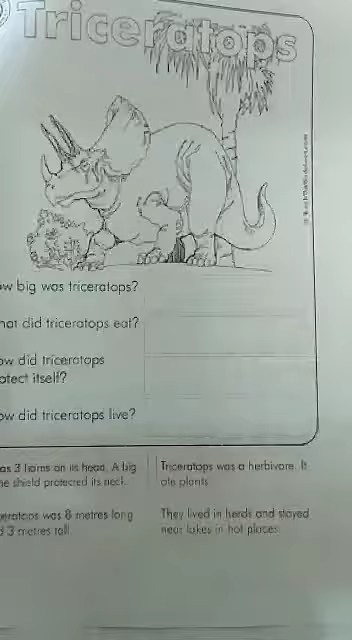 Triceratops
ow big was triceratops?
hat did triceratops eat?
ow did triceratops
otect itself?
ow did triceratops live?
as 3 horns on its head. A big
ne shield protected its neck.
Triceratops was a herbivore. It
ate plants.
ceratops was 8 metres long
d 3 metres tall.
They lived in herds and stayed
near lakes in hot places.